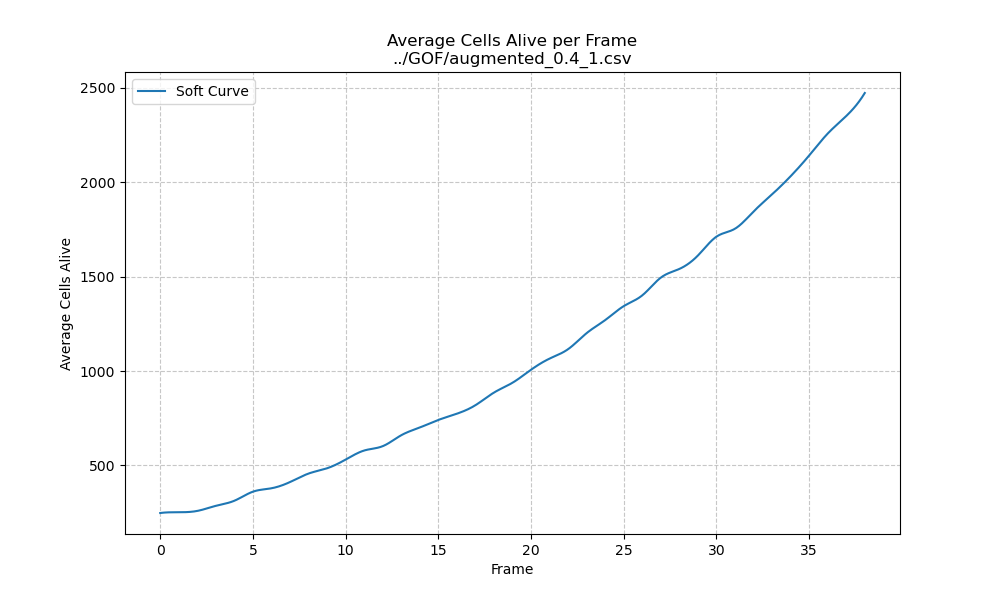 Average Cells Alive per Frame
../GOF/augmented_0.4_1.csv
Soft Curve
Average Cells Alive
2500
2000
1500
1000
500
0 5 10 15 20 25 30 35
Frame